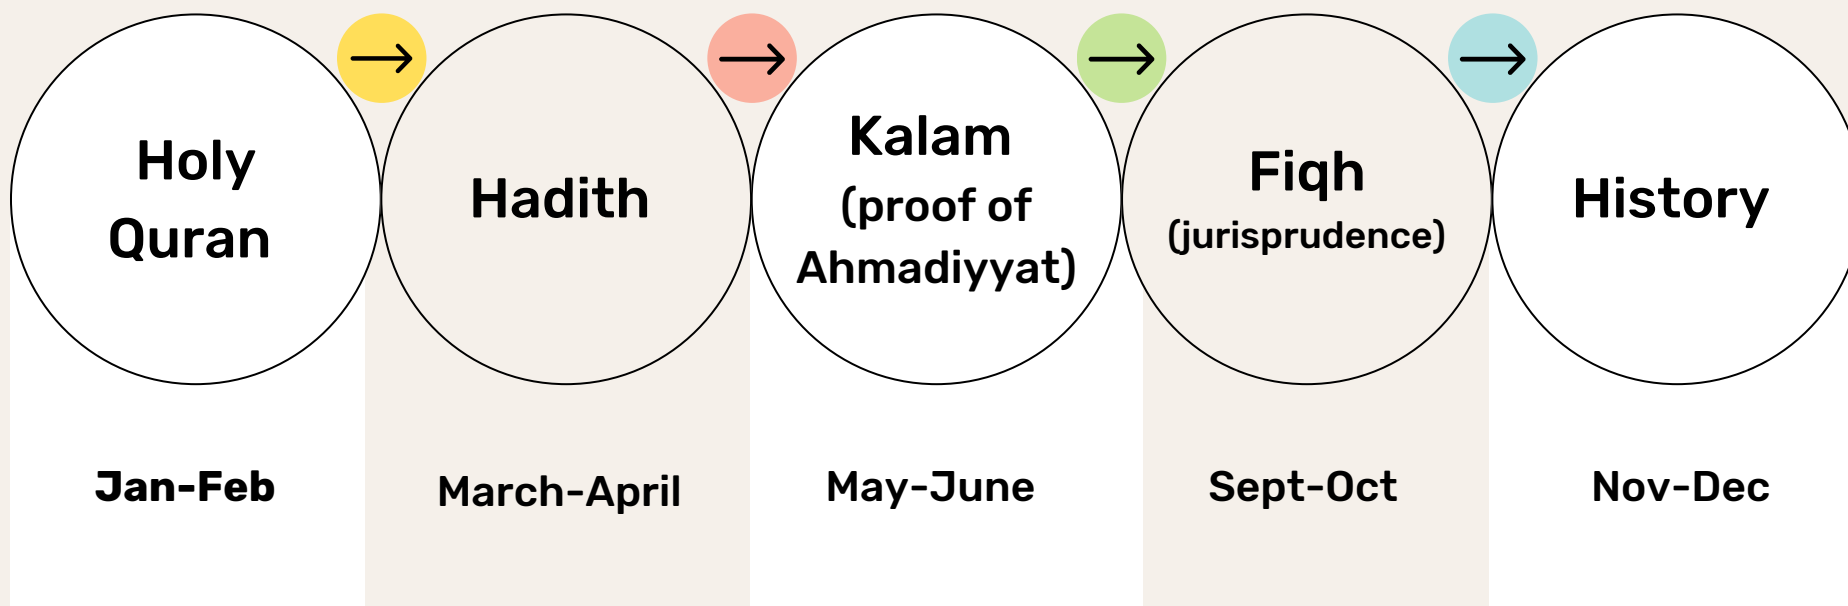 Holy
Quran
Hadith
Kalam
(proof of
Ahmadiyyat)
Fiqh
(jurisprudence)
History
Jan-Feb
March-April
May-June
Sept-Oct
Nov-Dec